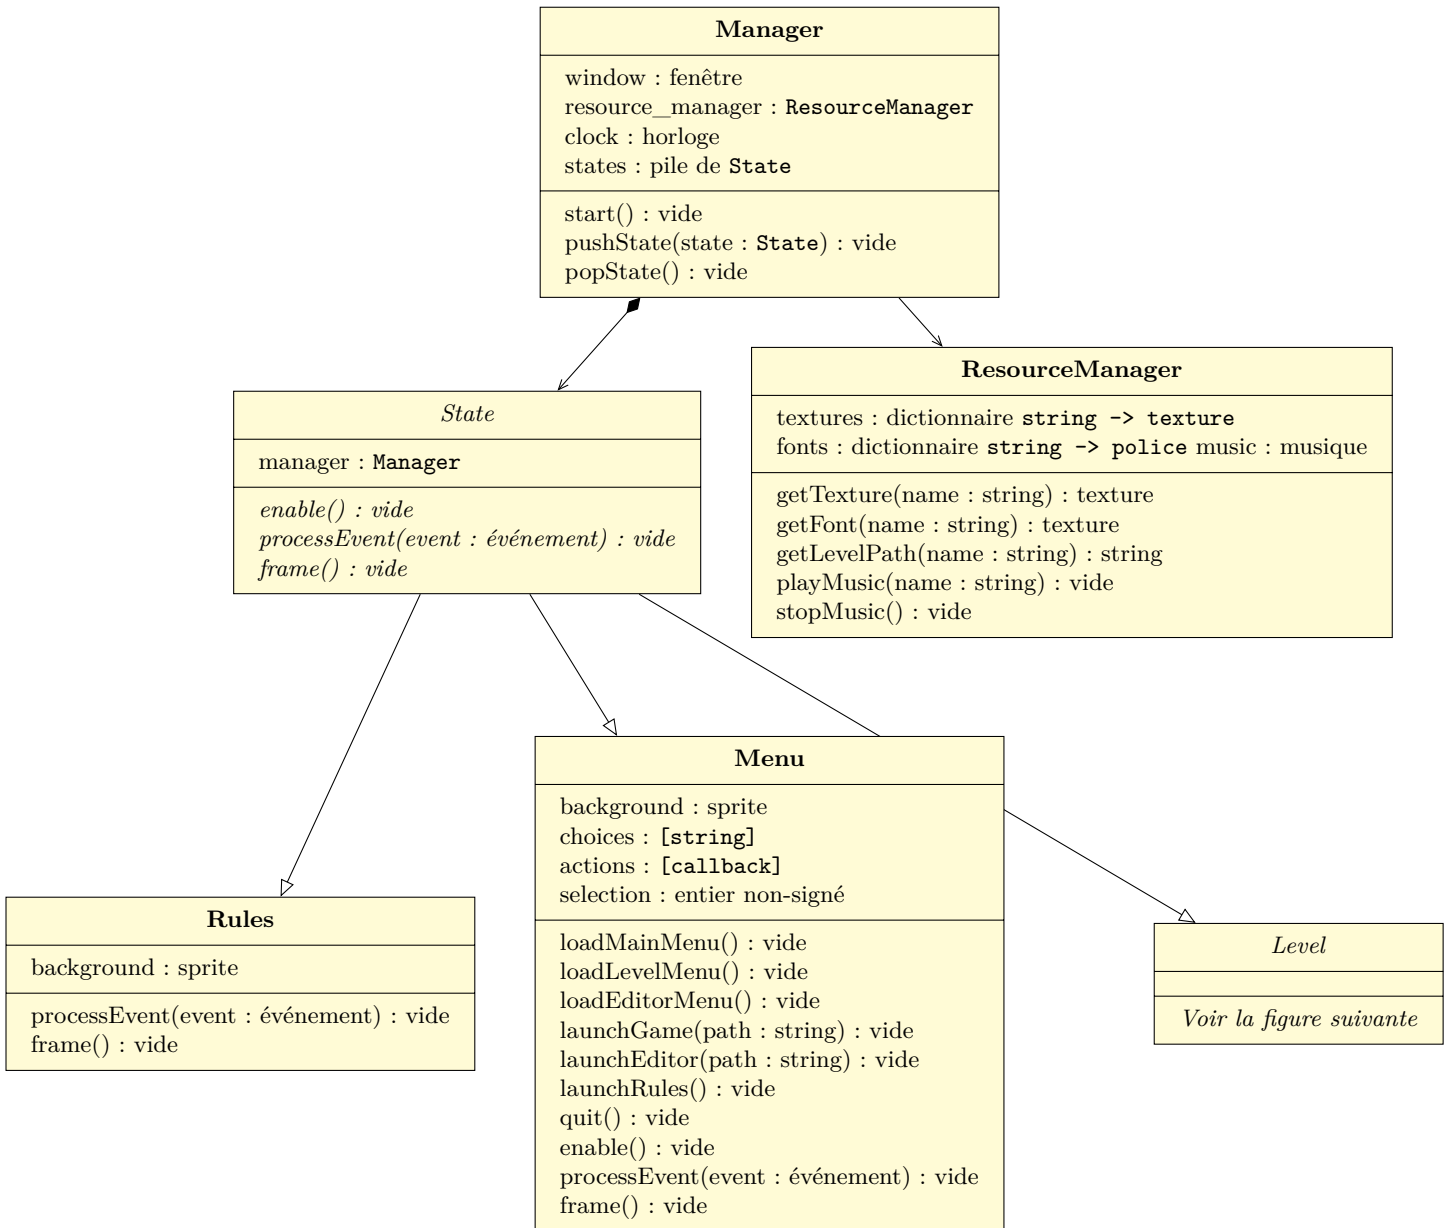 Manager
window : fenêtre
resource_manager : ResourceManager
clock : horloge
states : pile de State
start() : vide
pushState(state : State) : vide
popState() : vide
State
manager : Manager
enable() : vide
processEvent(event : événement) : vide
frame() : vide
ResourceManager
textures : dictionnaire string -> texture
fonts : dictionnaire string -> police music : musique
getTexture(name : string) : texture
getFont(name : string) : texture
getLevelPath(name : string) : string
playMusic(name : string) : vide
stopMusic() : vide
Rules
background : sprite
processEvent(event : événement) : vide
frame() : vide
Menu
background : sprite
choices : [string]
actions : [callback]
selection : entier non-signé
loadMainMenu() : vide
loadLevelMenu() : vide
loadEditorMenu() : vide
launchGame(path : string) : vide
launchEditor(path : string) : vide
launchRules() : vide
quit() : vide
enable() : vide
processEvent(event : événement) : vide
frame() : vide
Level
Voir la figure suivante